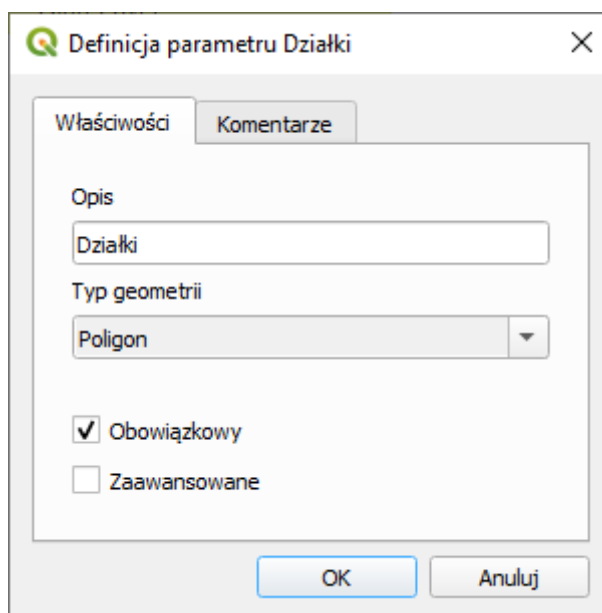 Definicja parametru Działki
Właściwości
Komentarze
Opis
Działki
Typ geometrii
Poligon
Obowiązkowy
Zaawansowane
OK
Anuluj